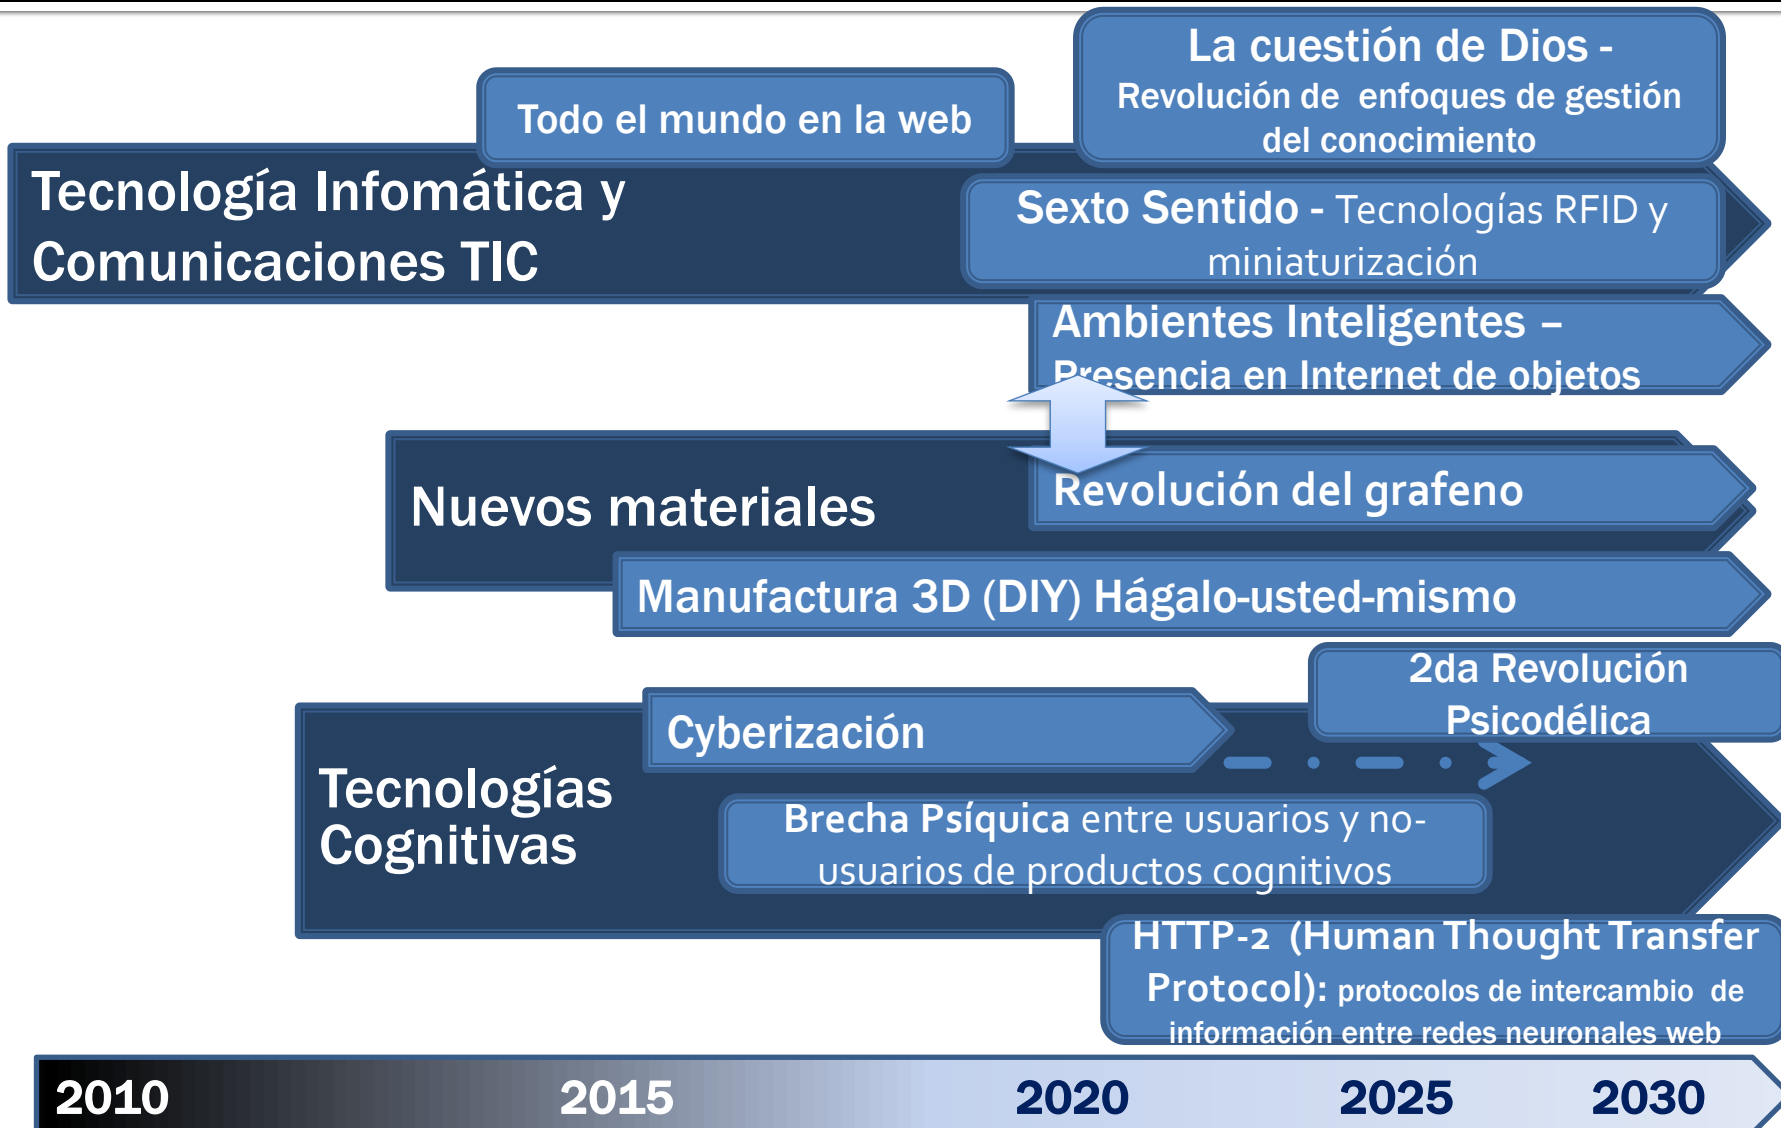 La cuestión de Dios -
Revolución de enfoques de gestión
del conocimiento
Todo el mundo en la web
Tecnología Infomática y
Comunicaciones TIC
Sexto Sentido - Tecnologías RFID y
miniaturización
Ambientes Inteligentes –
Presencia en Internet de objetos
Nuevos materiales
Revolución del grafeno
Manufactura 3D (DIY) Hágalo-usted-mismo
2da Revolución
Psicodélica
Cyberización
Tecnologías
Cognitivas
Brecha Psíquica entre usuarios y no-
usuarios de productos cognitivos
HTTP-2 (Human Thought Transfer
Protocol): protocolos de intercambio de
información entre redes neuronales web
2010 2015 2020 2025 2030